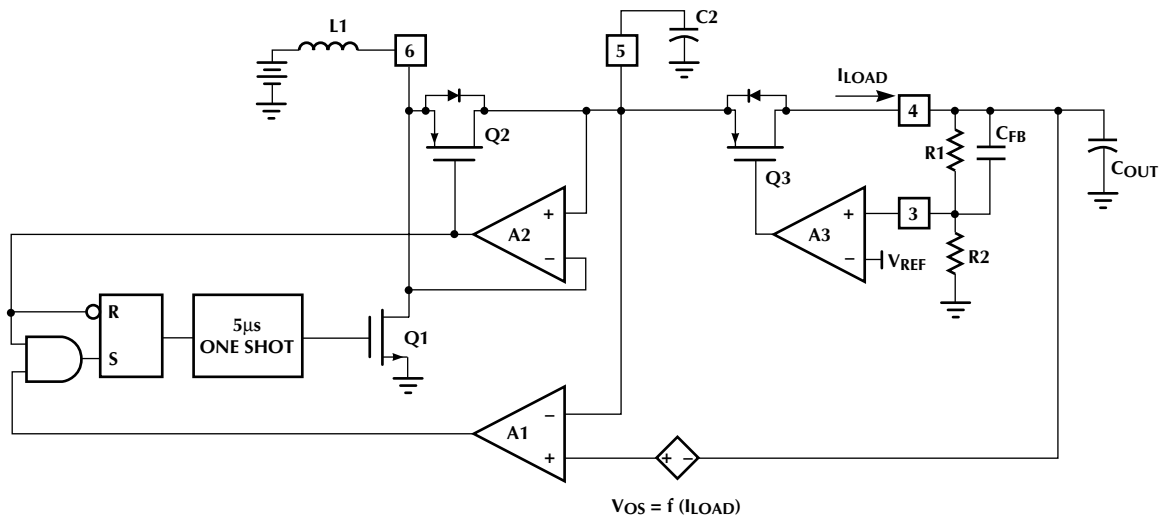 L1
6
5
C2
Q2
ILOAD
4
Q3
R1
CFB
COUT
+
A2
−
+
A3
−
3
VREF
R2
R
S
5µs
ONE SHOT
Q1
−
A1
+
+ −
VOS = f (ILOAD)